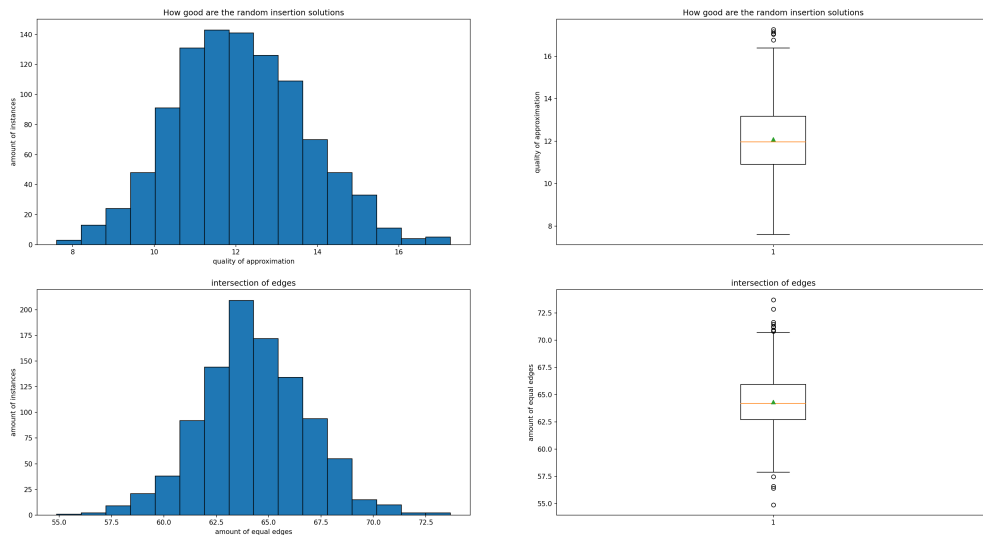 How good are the random insertion solutions
140
120
100
80
60
40
20
0
8 10 12 14 16
amount of instances
quality of approximation
How good are the random insertion solutions
16
14
12
10
8
1
quality of approximation
intersection of edges
200
175
150
125
100
75
50
25
0
55.0 57.5 60.0 62.5 65.0 67.5 70.0 72.5
amount of instances
amount of equal edges
intersection of edges
72.5
70.0
67.5
65.0
62.5
60.0
57.5
55.0
1
amount of equal edges